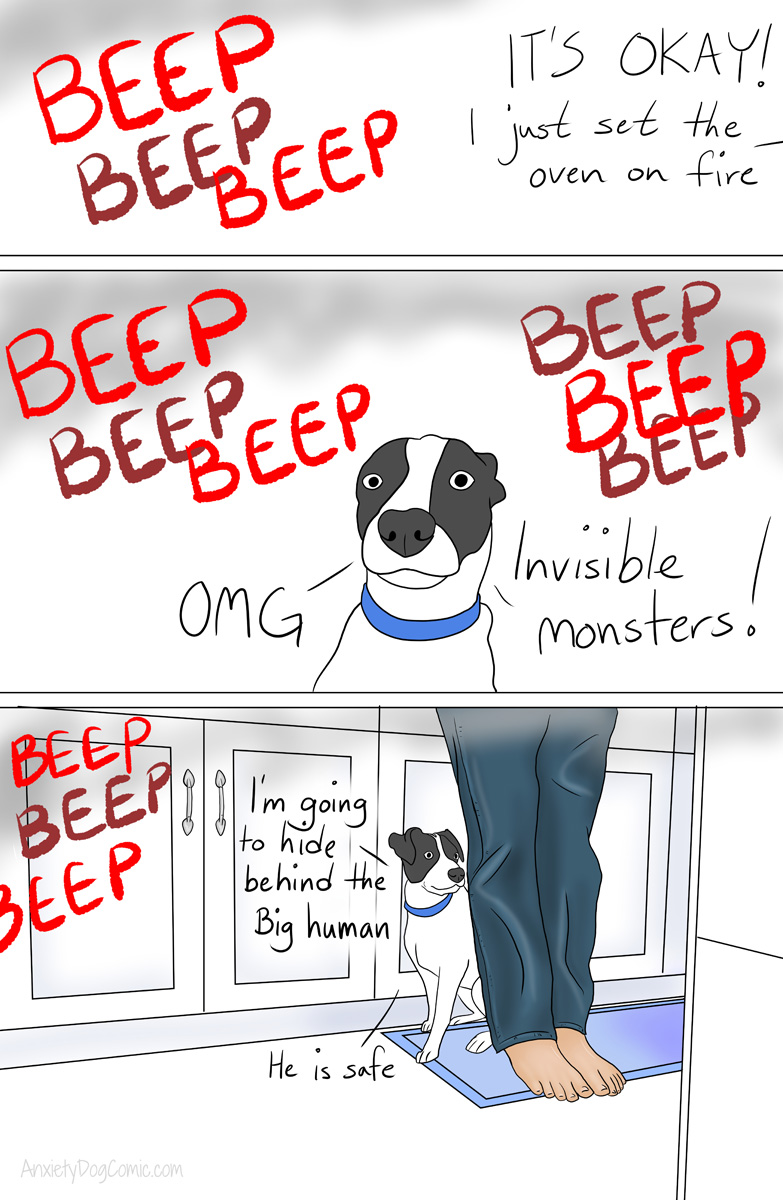 BEEP
BEEP
BEEP
IT'S OKAY!
I just set the
oven on fire
BEEP
BEEP
BEEP
BEEP
BEEP
BEEP
OMG
Invisible
monsters!
BEEP
BEEP
BEEP
I'm going
to hide
behind the
Big human
He is safe
AnxietyDogComic.com